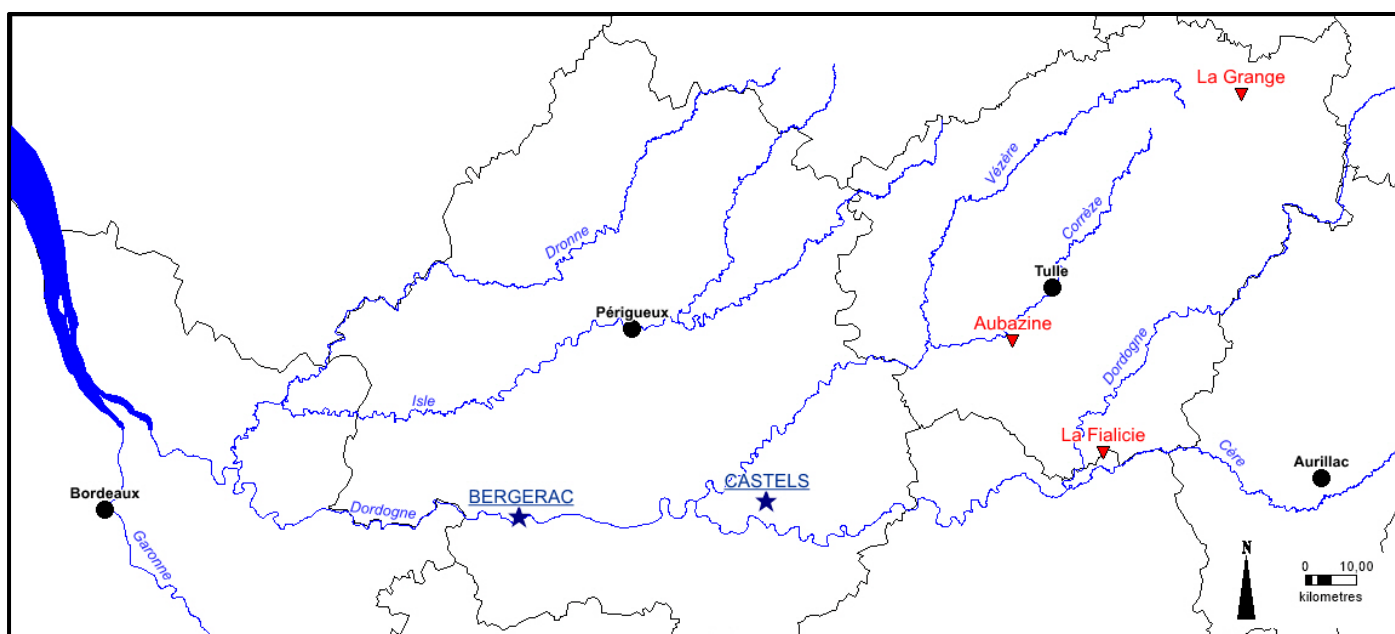 La Grange
Vézère
Corrèze
Dronne
Tulle
Périgueux
Aubazine
Dordogne
Isle
La Fialicie
Cère
Aurillac
CASTELS
BERGERAC
Bordeaux
Dordogne
Garonne
N
0 10,00
kilometres